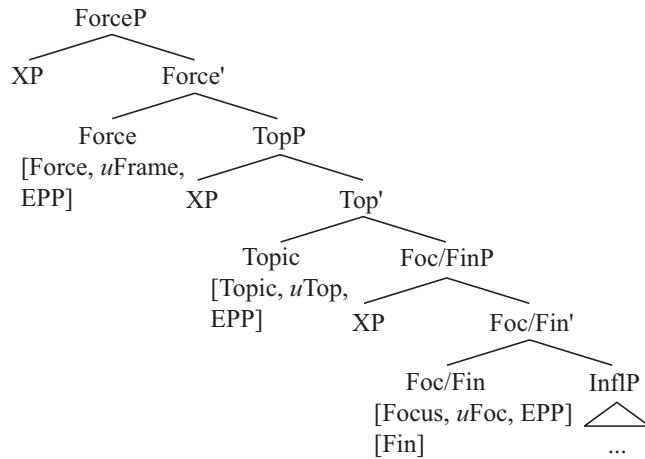 ForceP
XP Force'
Force TopP
[Force, uFrame,
EPP] XP Top'
Topic Foc/FinP
[Topic, uTop,
EPP] XP Foc/Fin'
Foc/Fin InflP
[Focus, uFoc, EPP]
[Fin] ...